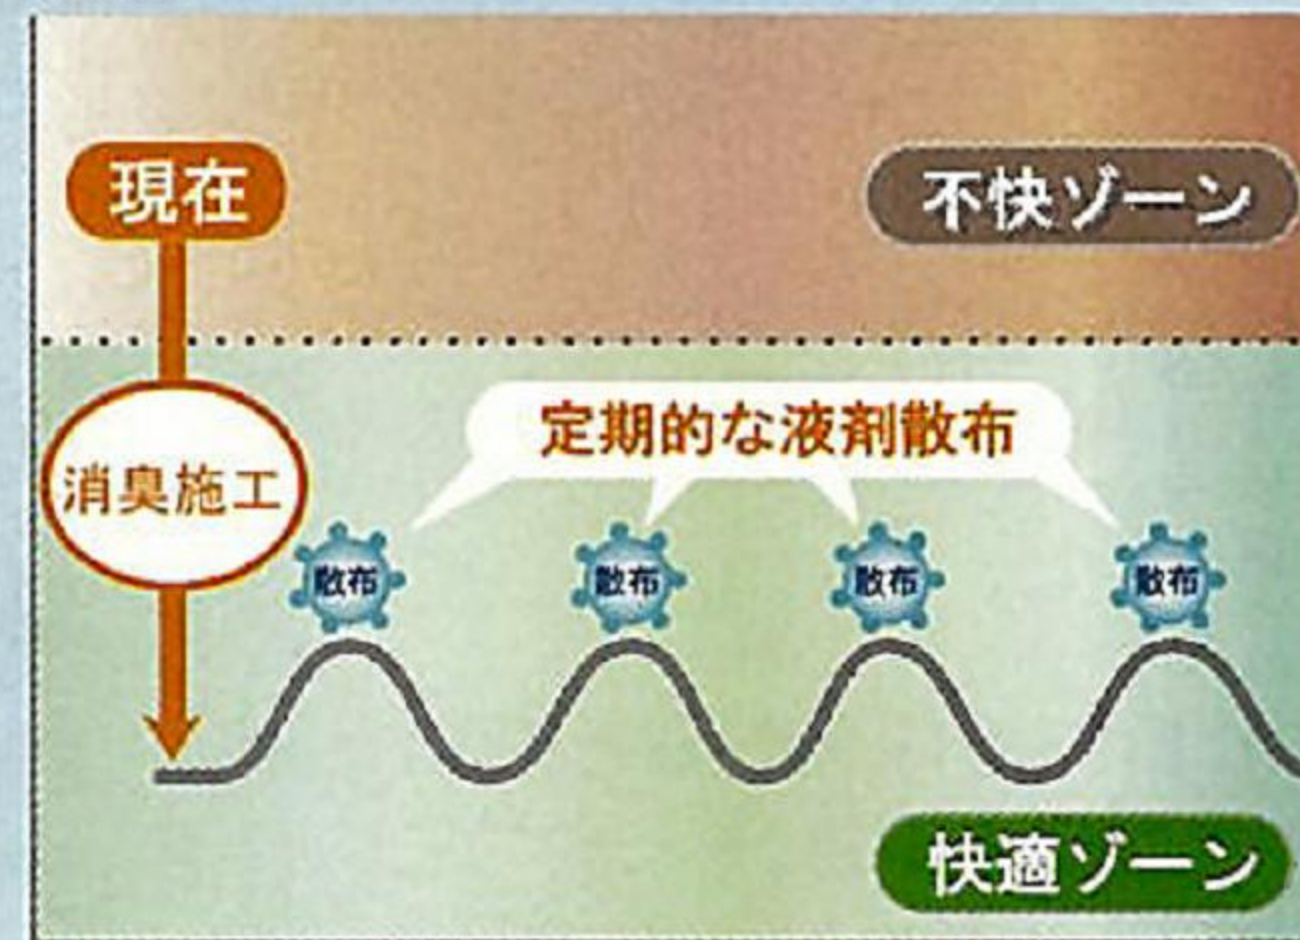 現在
不快ゾーン
定期的な液剤散布
消臭施工
散布
散布
散布
散布
快適ゾーン